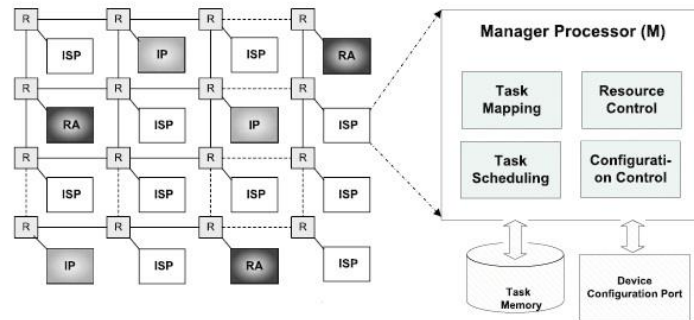 R R R R
ISP IP ISP RA
R R R R
RA ISP IP ISP
R R R R
ISP ISP ISP ISP
R R R R
IP ISP RA ISP
Manager Processor (M)
Task
Mapping
Resource
Control
Task
Scheduling
Configurati-
on Control
Task
Memory
Device
Configuration Port